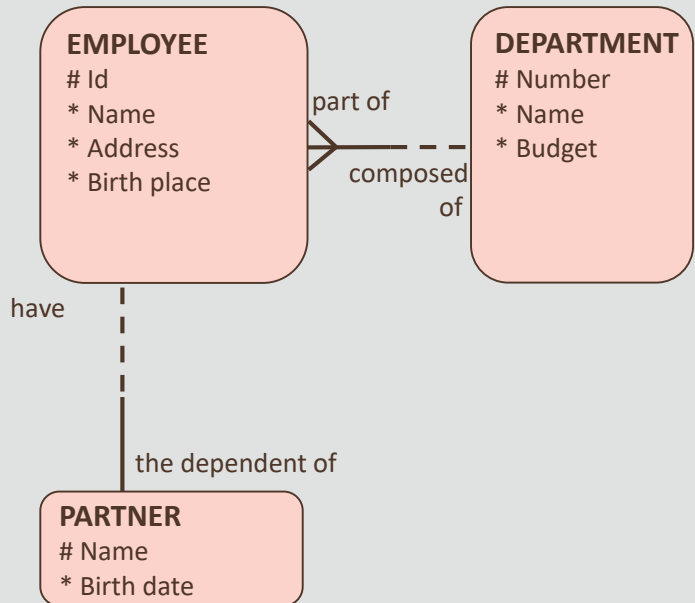 EMPLOYEE
# Id
* Name
* Address
* Birth place
part of
composed
of
DEPARTMENT
# Number
* Name
* Budget
have
the dependent of
PARTNER
# Name
* Birth date